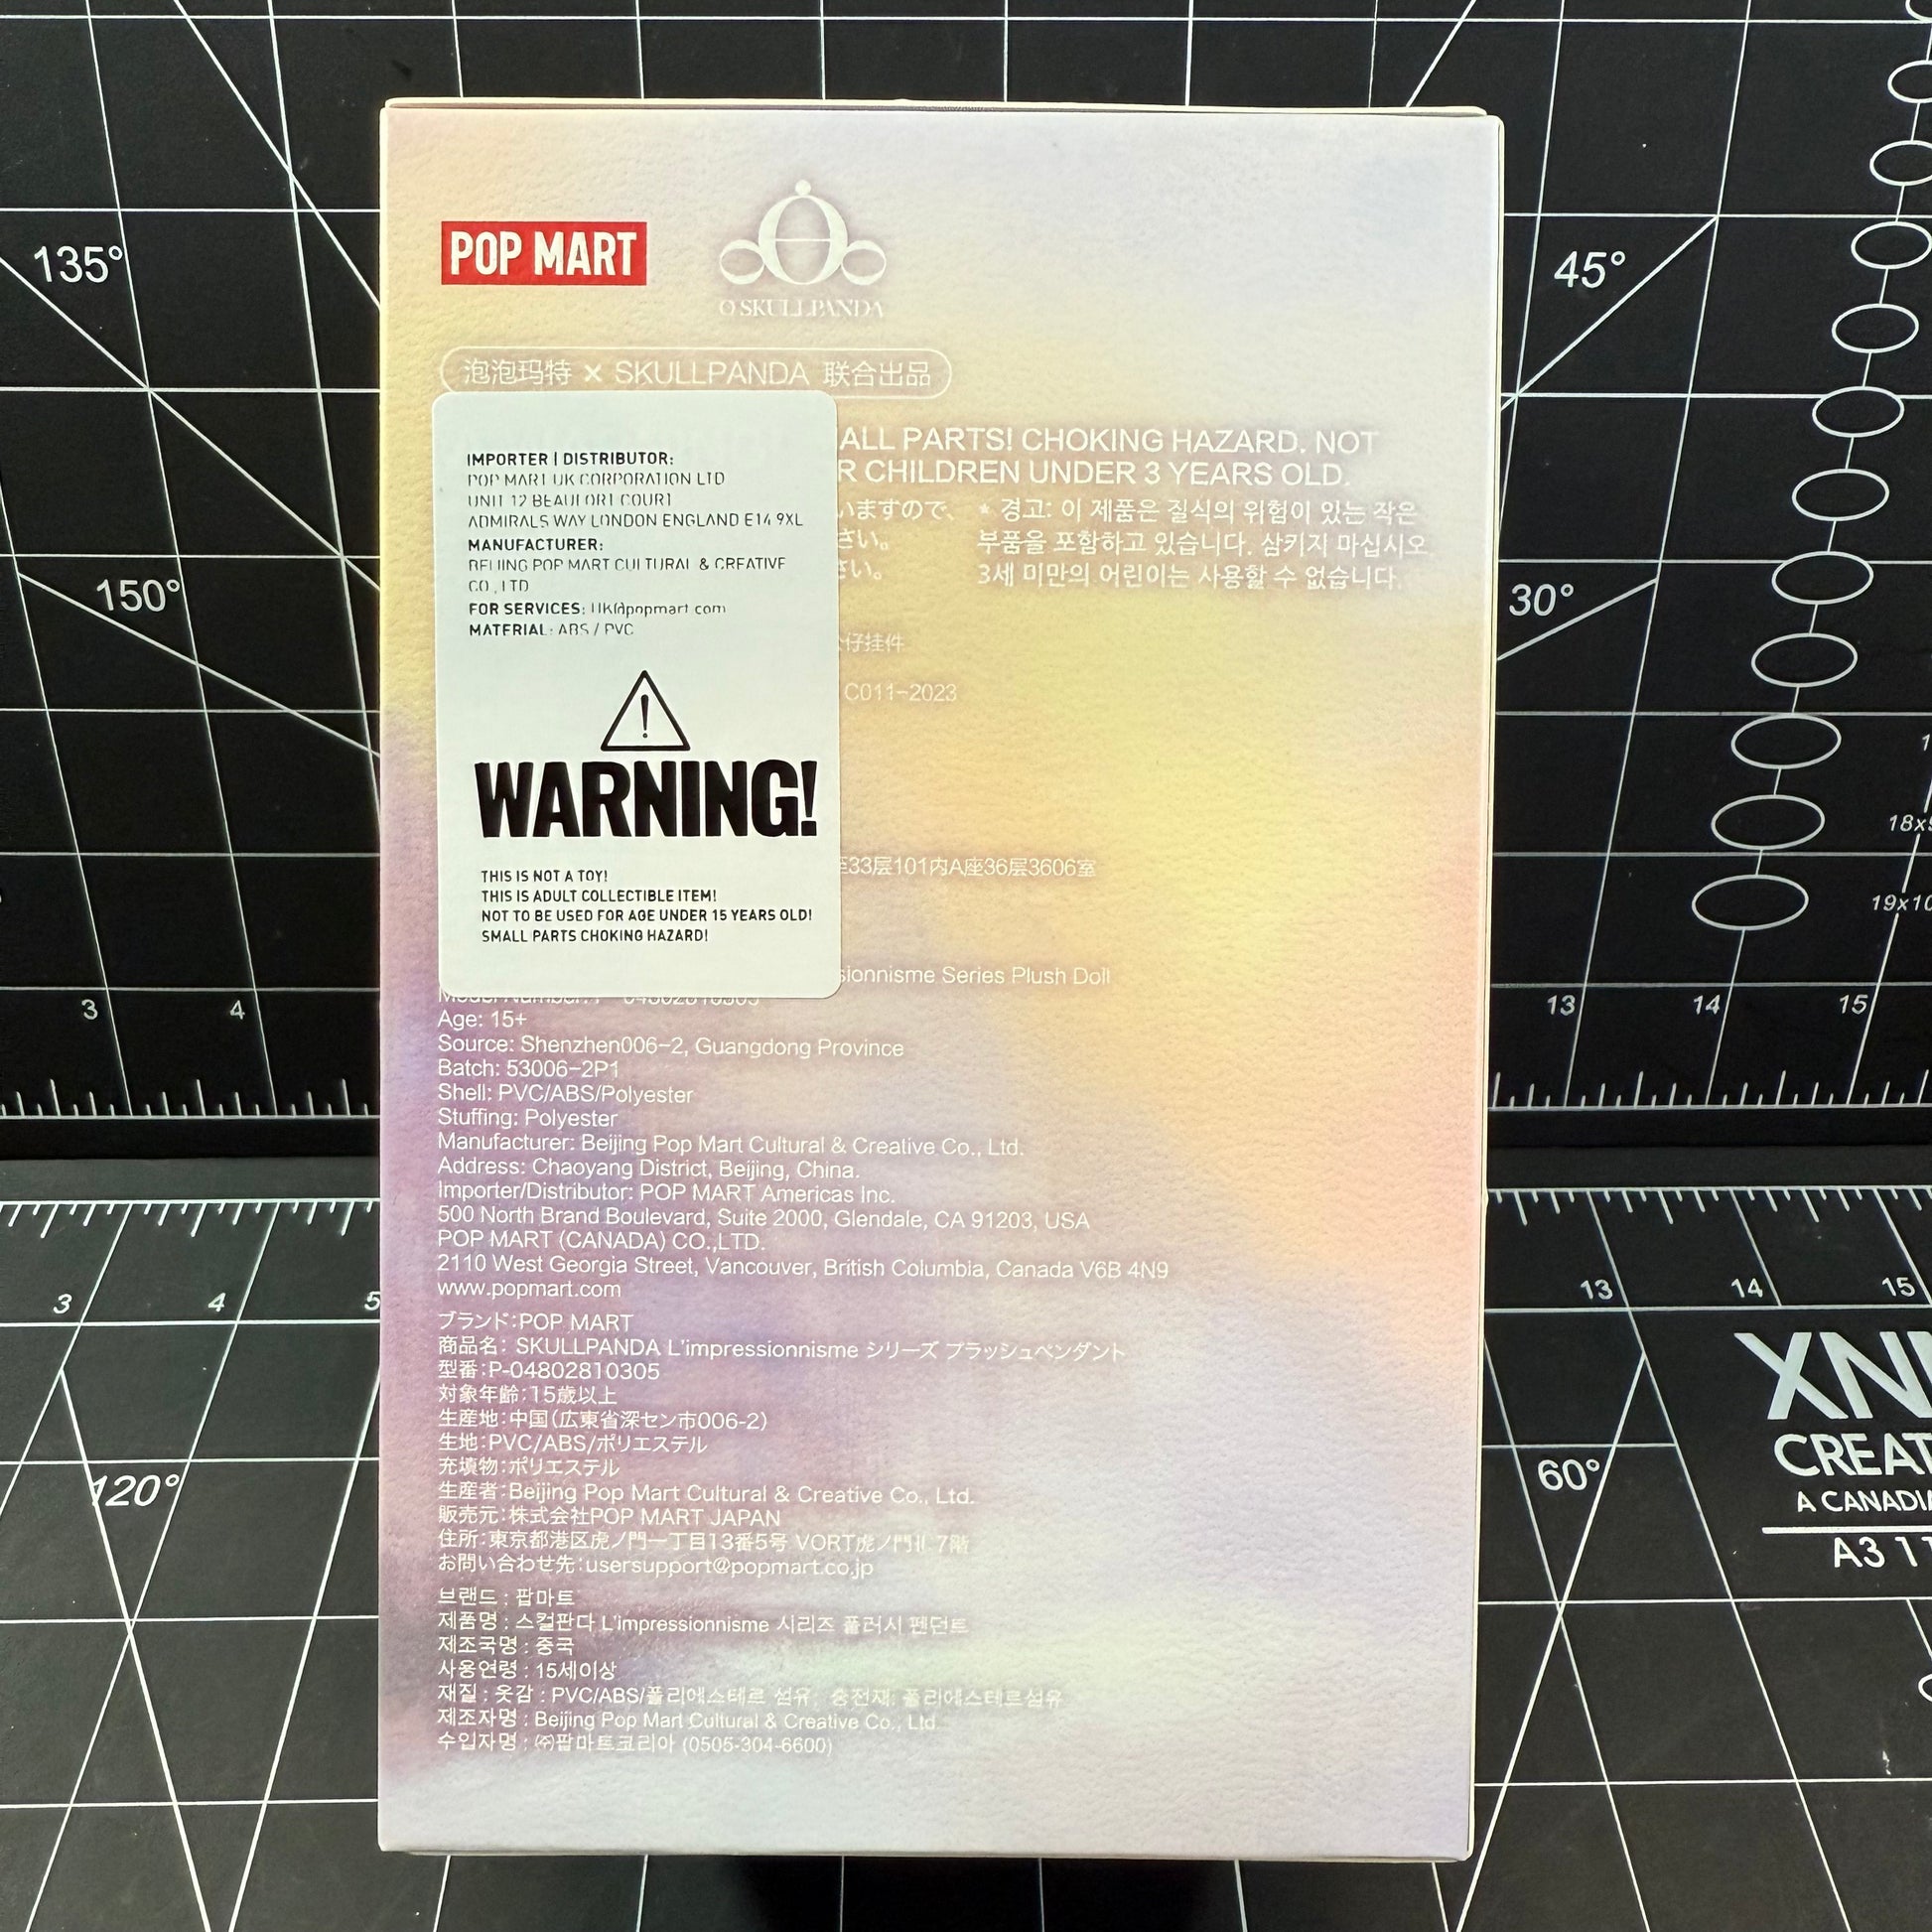 POP MART
O SKULLPANDA
泡泡玛特 × SKULLPANDA 联合出品
ALL PARTS! CHOKING HAZARD. NOT
R CHILDREN UNDER 3 YEARS OLD.
いますので、
さい。
さい。
* 경고: 이 제품은 질식의 위험이 있는 작은
부품을 포함하고 있습니다. 삼키지 마십시오.
3세 미만의 어린이는 사용할 수 없습니다.
仔挂件
C011-2023
33层101内A座36层3606室
IMPORTER | DISTRIBUTOR:
POP MART UK CORPORATION LTD
UNIT 12 BEAUFORT COURT
ADMIRALS WAY LONDON ENGLAND E14 9XL
MANUFACTURER:
BEIJING POP MART CULTURAL & CREATIVE
CO., LTD
FOR SERVICES: UK@popmart.com
MATERIAL: ABS / PVC
WARNING!
THIS IS NOT A TOY!
THIS IS ADULT COLLECTIBLE ITEM!
NOT TO BE USED FOR AGE UNDER 15 YEARS OLD!
SMALL PARTS CHOKING HAZARD!
sionnisme Series Plush Doll
Model Number: P-04802810305
Age: 15+
Source: Shenzhen006-2, Guangdong Province
Batch: 53006-2P1
Shell: PVC/ABS/Polyester
Stuffing: Polyester
Manufacturer: Beijing Pop Mart Cultural & Creative Co., Ltd.
Address: Chaoyang District, Beijing, China.
Importer/Distributor: POP MART Americas Inc.
500 North Brand Boulevard, Suite 2000, Glendale, CA 91203, USA
POP MART (CANADA) CO.,LTD.
2110 West Georgia Street, Vancouver, British Columbia, Canada V6B 4N9
www.popmart.com
ブランド:POP MART
商品名: SKULLPANDA L'impressionnisme シリーズ プラッシュペンダント
型番:P-04802810305
対象年齢:15歳以上
生産地:中国(広東省深セン市006-2)
生地:PVC/ABS/ポリエステル
充填物:ポリエステル
生産者:Beijing Pop Mart Cultural & Creative Co., Ltd.
販売元:株式会社POP MART JAPAN
住所:東京都港区虎ノ門一丁目13番5号 VORT虎ノ門II 7階
お問い合わせ先:usersupport@popmart.co.jp
브랜드 : 팝마트
제품명 : 스컬판다 L'impressionnisme 시리즈 플러시 펜던트
제조국명 : 중국
사용연령 : 15세이상
재질 : 옷감 : PVC/ABS/폴리에스테르 섬유; 충전재: 폴리에스테르섬유
제조자명 : Beijing Pop Mart Cultural & Creative Co., Ltd.
수입자명 : ㈜팝마트코리아 (0505-304-6600)
135°
150°
3 4
3 4 5
120°
45°
30°
18x
19x10
13 14 15
13 14 15
60°
XN
CREAT
A CANADI
A3 11